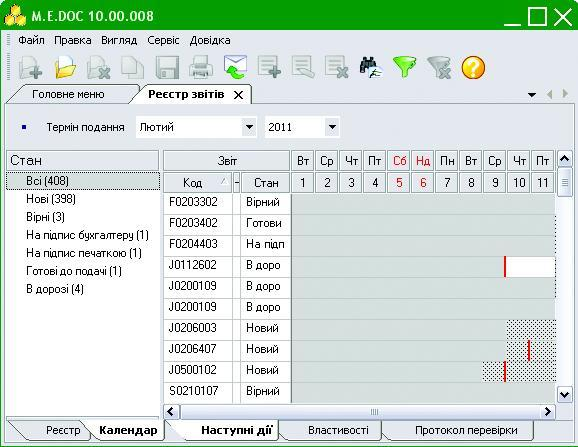 M.E.DOC 10.00.008
Файл Правка Вигляд Сервіс Довідка
Головне меню Реєстр звітів
Термін подання Лютий 2011
Стан
Всі (408)
Нові (398)
Вірні (3)
На підпис бухгалтеру (1)
На підпис печаткою (1)
Готові до подачі (1)
В дорозі (4)
Звіт Вт Ср Чт Пт Сб Нд Пн Вт Ср Чт Пт
Код - Стан 1 2 3 4 5 6 7 8 9 10 11
F0203302 Вірний
F0203402 Готови
F0204403 На підп
J0112602 В доро
J0200109 В доро
J0200109 В доро
J0206003 Новий
J0206407 Новий
J0500102 Новий
S0210107 Вірний
Реєстр Календар Наступні дії Властивості Протокол перевірки